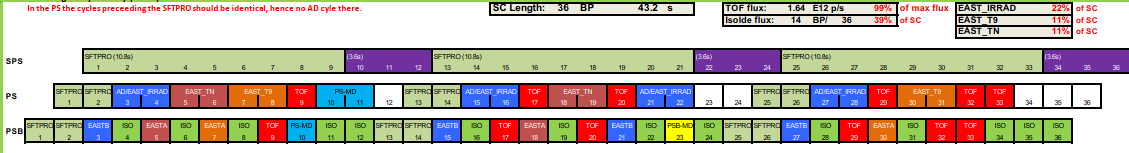 In the PS the cycles preceeding the SFTPRO should be identical, hence no AD cyle there.
SC Length: 36 BP 43.2 s
TOF flux: 1.64 E12 p/s 99% of max flux
Isolde flux: 14 BP/ 36 39% of SC
EAST_IRRAD 22% of SC
EAST_T9 11% of SC
EAST_TN 11% of SC
SPS
SFTPRO (10.8s) (3.6s) SFTPRO (10.8s) (3.6s) SFTPRO (10.8s) (3.6s)
1 2 3 4 5 6 7 8 9 10 11 12 13 14 15 16 17 18 19 20 21 22 23 24 25 26 27 28 29 30 31 32 33 34 35 36
PS
SFTPRO SFTPRO AD/EAST_IRRAD EAST_TN EAST_T9 TOF PS-MD SFTPRO SFTPRO AD/EAST_IRRAD TOF EAST_TN TOF AD/EAST_IRRAD SFTPRO SFTPRO AD/EAST_IRRAD TOF EAST_T9 TOF TOF
1 2 3 4 5 6 7 8 9 10 11 12 13 14 15 16 17 18 19 20 21 22 23 24 25 26 27 28 29 30 31 32 33 34 35 36
PSB
SFTPRO SFTPRO EASTB ISO EASTA ISO EASTA ISO TOF PS-MD ISO ISO SFTPRO SFTPRO EASTB ISO TOF EASTA ISO TOF EASTB ISO PSB-MD ISO SFTPRO SFTPRO EASTB ISO TOF EASTA ISO TOF TOF ISO ISO ISO
1 2 3 4 5 6 7 8 9 10 11 12 13 14 15 16 17 18 19 20 21 22 23 24 25 26 27 28 29 30 31 32 33 34 35 36